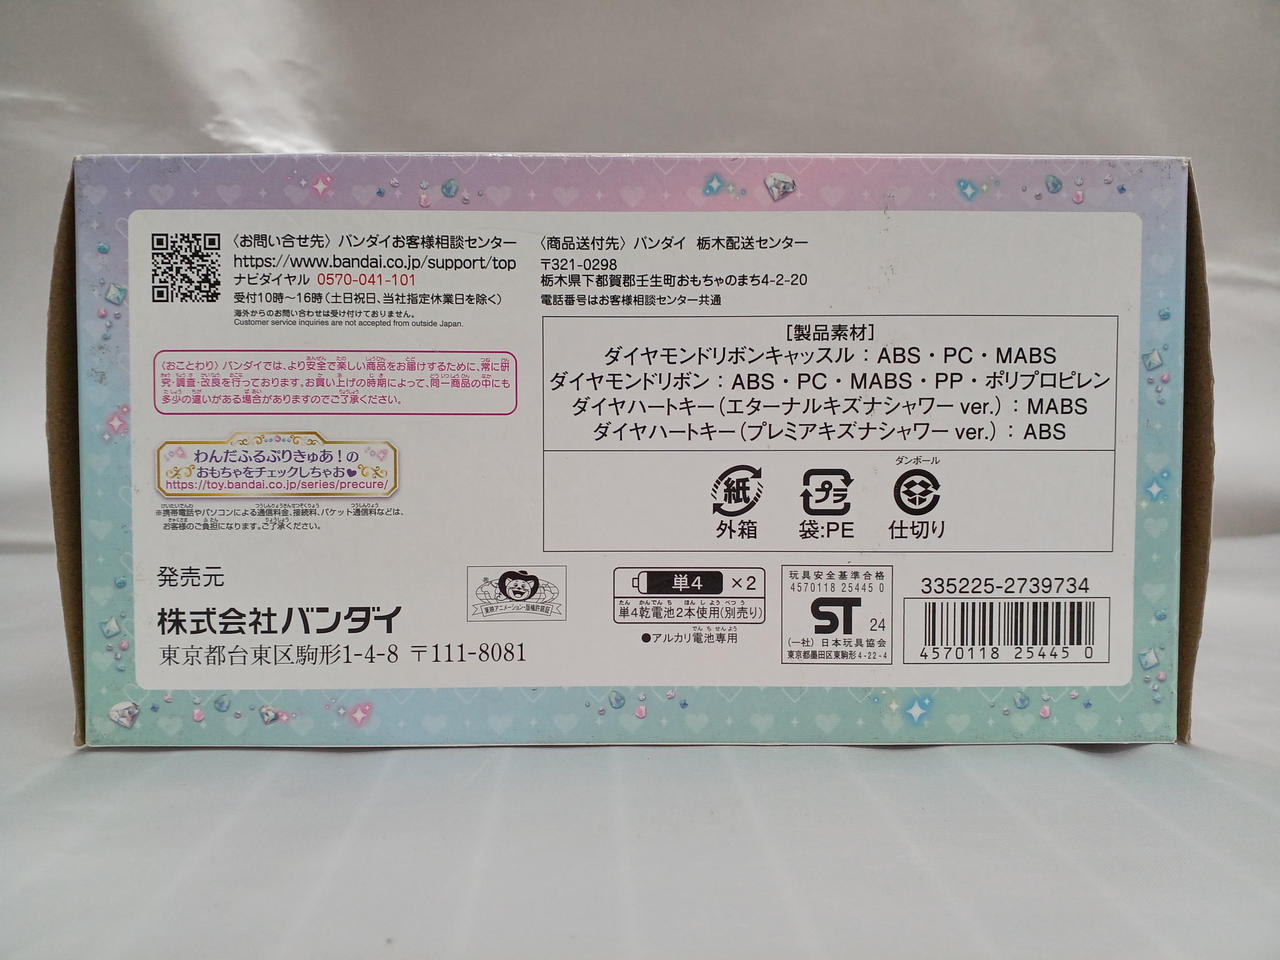 〈お問い合せ先〉バンダイお客様相談センター
https://www.bandai.co.jp/support/top
ナビダイヤル 0570-041-101
受付10時～16時(土日祝日、当社指定休業日を除く)
海外からのお問い合わせは受け付けておりません。
Customer service inquiries are not accepted from outside Japan.
〈商品送付先〉バンダイ 栃木配送センター
〒321-0298
栃木県下都賀郡壬生町おもちゃのまち4-2-20
電話番号はお客様相談センター共通
〈おことわり〉バンダイでは、より安全で楽しい商品をお届けするために、常に研
究・調査・改良を行っております。お買い上げの時期によって、同一商品の中にも
多少の違いがある場合がありますのでご了承ください。
[製品素材]
ダイヤモンドリボンキャッスル：ABS・PC・MABS
ダイヤモンドリボン：ABS・PC・MABS・PP・ポリプロピレン
ダイヤハートキー(エターナルキズナシャワー ver.)：MABS
ダイヤハートキー(プレミアキズナシャワー ver.)：ABS
わんだふるぷりきゅあ！の
おもちゃをチェックしちゃお
https://toy.bandai.co.jp/series/precure/
※携帯電話やパソコンによる通信料金、接続料、パケット通信料などは、
お客様のご負担になります。ご了承ください。
紙
外箱
プラ
袋:PE
ダンボール
仕切り
発売元
株式会社バンダイ
東京都台東区駒形1-4-8 〒111-8081
東映アニメーション・版権許諾証
単4 ×2
単4乾電池2本使用(別売り)
●アルカリ電池専用
玩具安全基準合格
4570118 25445 0
ST 24
(一社)日本玩具協会
東京都墨田区東駒形4-22-4
335225-2739734
4570118 25445 0